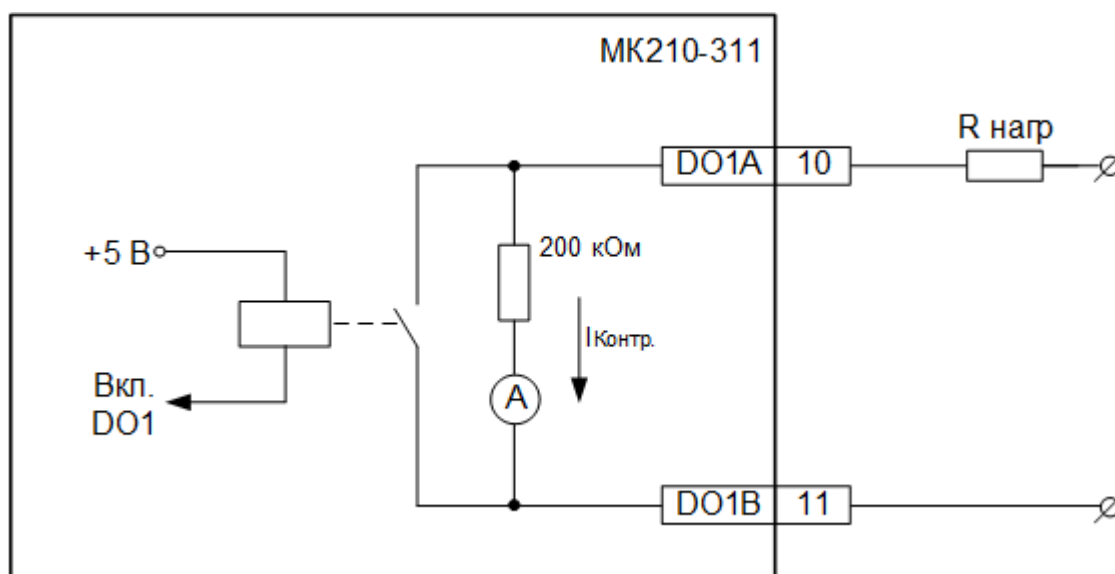 МК210-311
DO1A 10
R нагр
200 кОм
+5 В
Iконтр.
Вкл.
DO1
A
DO1B 11